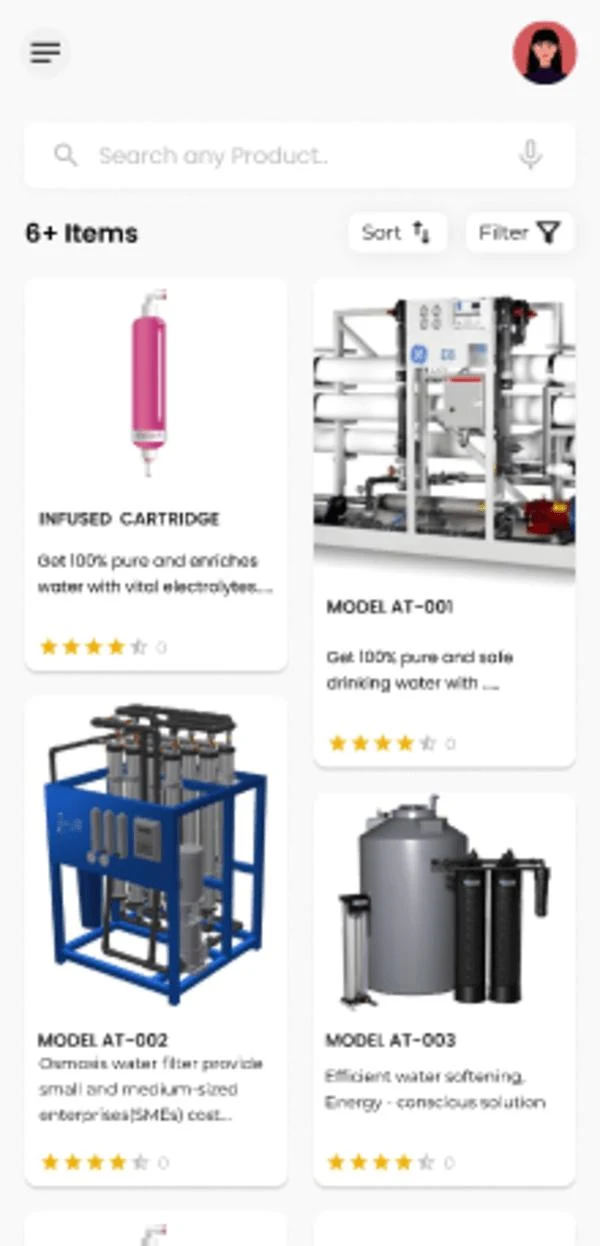 Search any Product..
6+ Items
Sort
Filter
INFUSED CARTRIDGE
Get 100% pure and enriches
water with vital electrolytes....
0
MODEL AT-001
Get 100% pure and safe
drinking water with ....
0
MODEL AT-002
Osmosis water filter provide
small and medium-sized
enterprises(SMEs) cost...
0
MODEL AT-003
Efficient water softening,
Energy - conscious solution
0